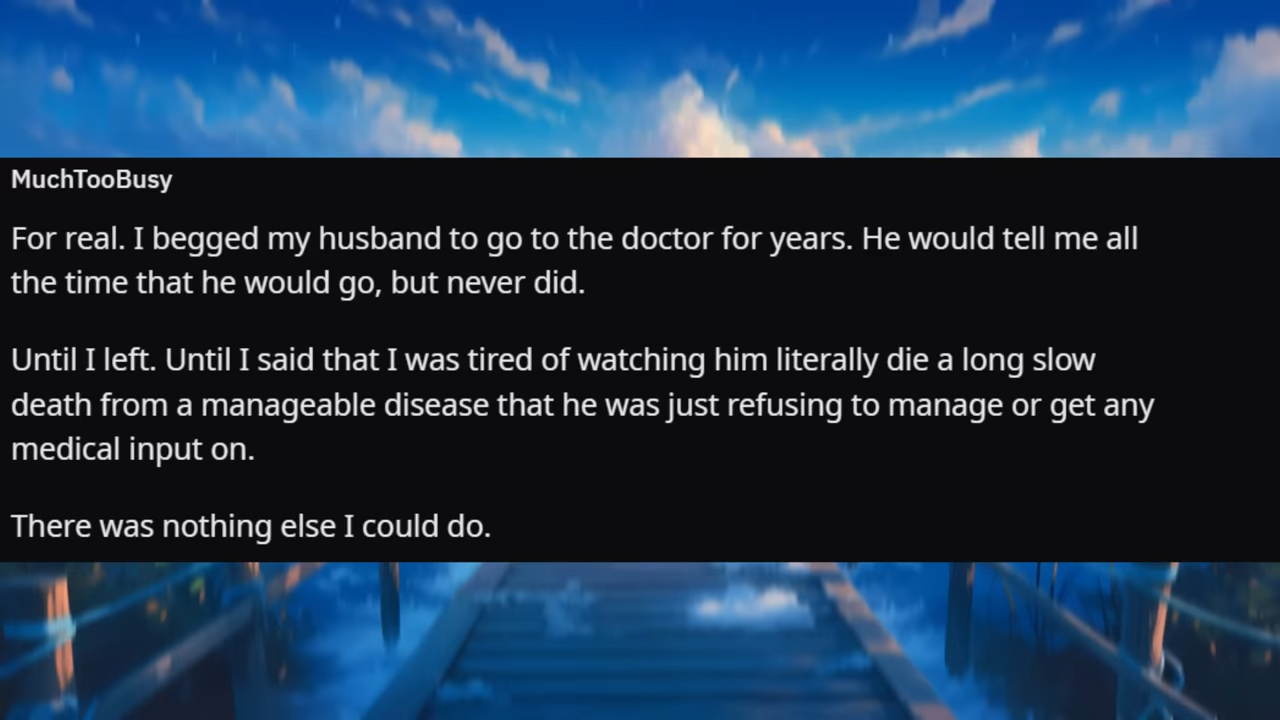 MuchTooBusy
For real. I begged my husband to go to the doctor for years. He would tell me all
the time that he would go, but never did.
Until I left. Until I said that I was tired of watching him literally die a long slow
death from a manageable disease that he was just refusing to manage or get any
medical input on.
There was nothing else I could do.